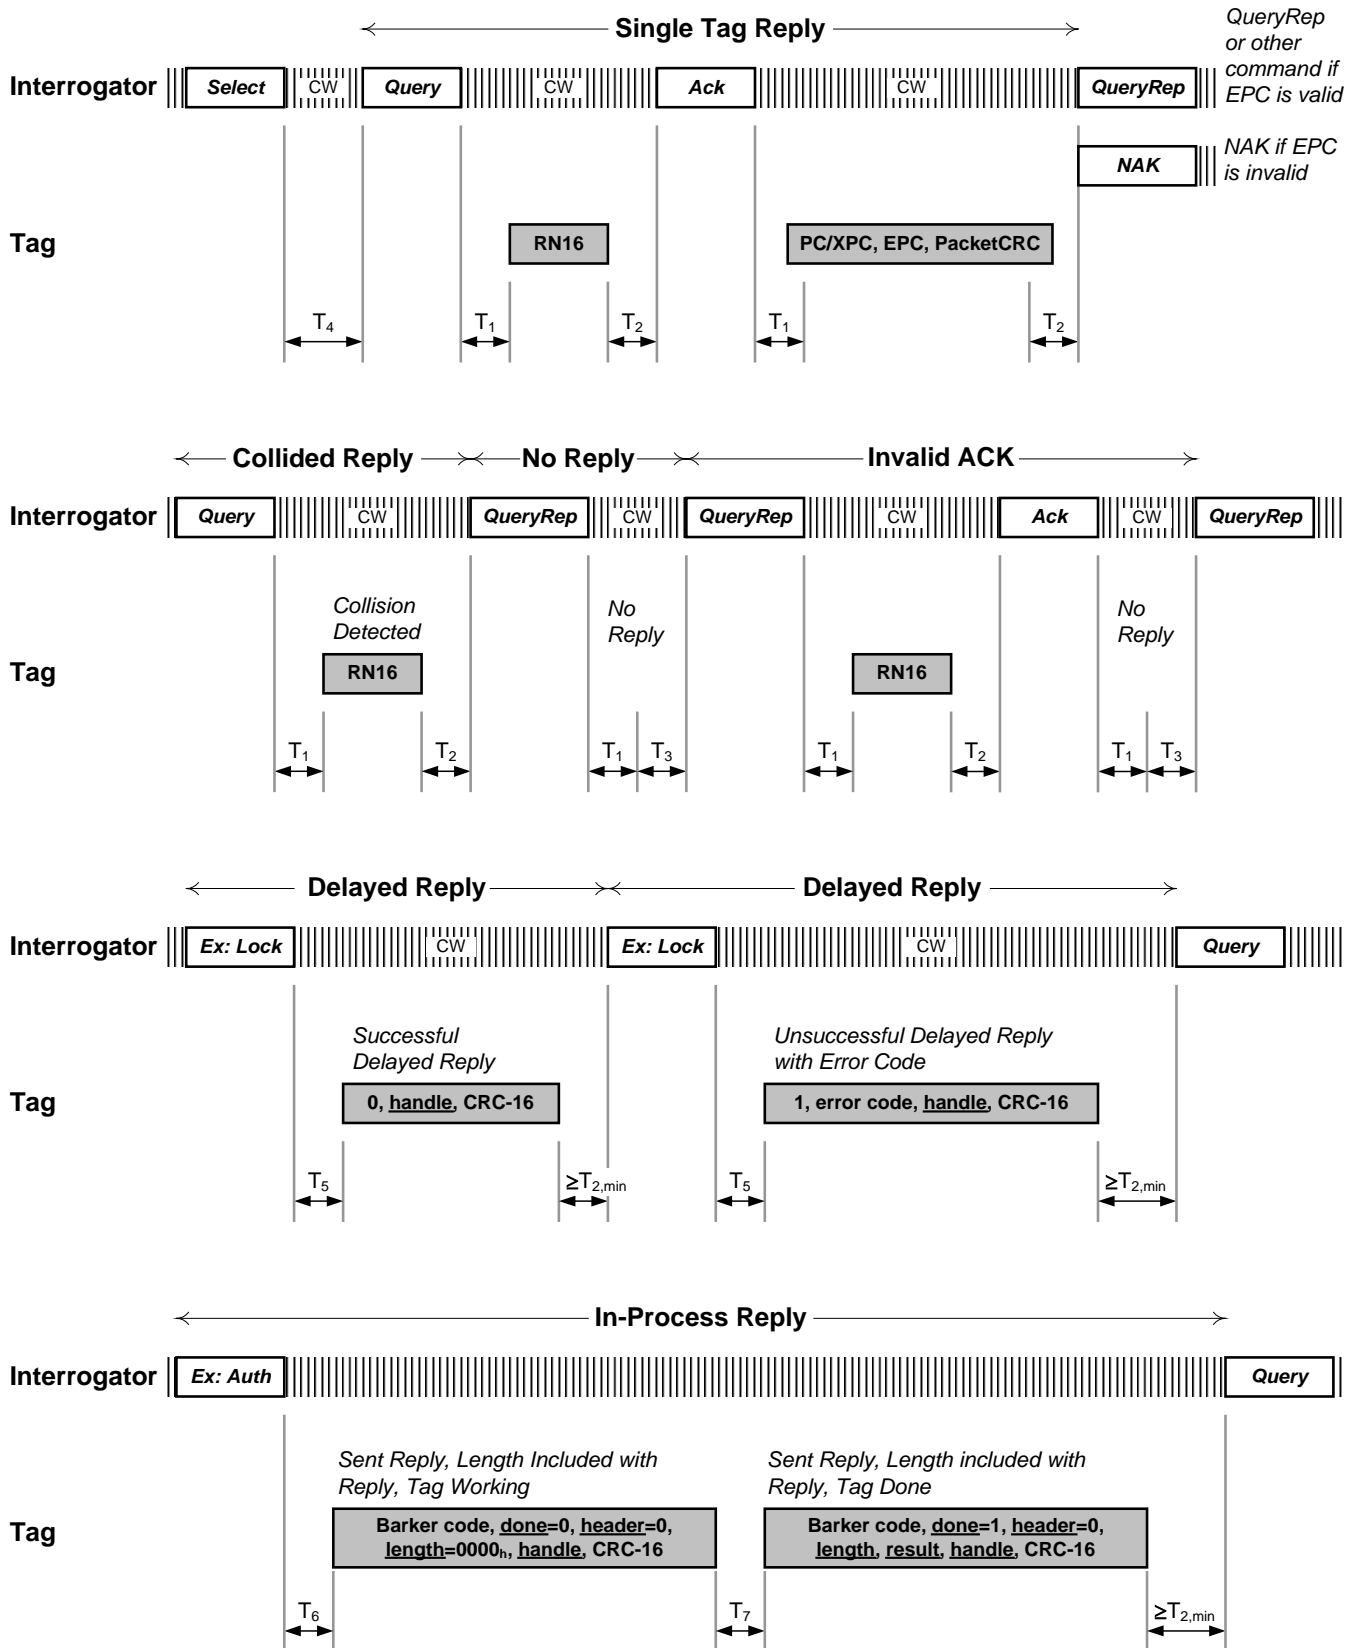 Single Tag Reply
QueryRep
or other
command if
EPC is valid
Interrogator Select CW Query CW Ack CW QueryRep
NAK
NAK if EPC
is invalid
Tag RN16 PC/XPC, EPC, PacketCRC
T4 T1 T2 T1 T2
Collided Reply No Reply Invalid ACK
Interrogator Query CW QueryRep CW QueryRep CW Ack CW QueryRep
Collision
Detected
No
Reply
No
Reply
Tag RN16 RN16
T1 T2 T1 T3 T1 T2 T1 T3
Delayed Reply Delayed Reply
Interrogator Ex: Lock CW Ex: Lock CW Query
Successful
Delayed Reply
Unsuccessful Delayed Reply
with Error Code
Tag 0, handle, CRC-16 1, error code, handle, CRC-16
T5 ≥T2,min T5 ≥T2,min
In-Process Reply
Interrogator Ex: Auth Query
Sent Reply, Length Included with
Reply, Tag Working
Sent Reply, Length included with
Reply, Tag Done
Tag
Barker code, done=0, header=0,
length=0000h, handle, CRC-16
Barker code, done=1, header=0,
length, result, handle, CRC-16
T6 T7 ≥T2,min